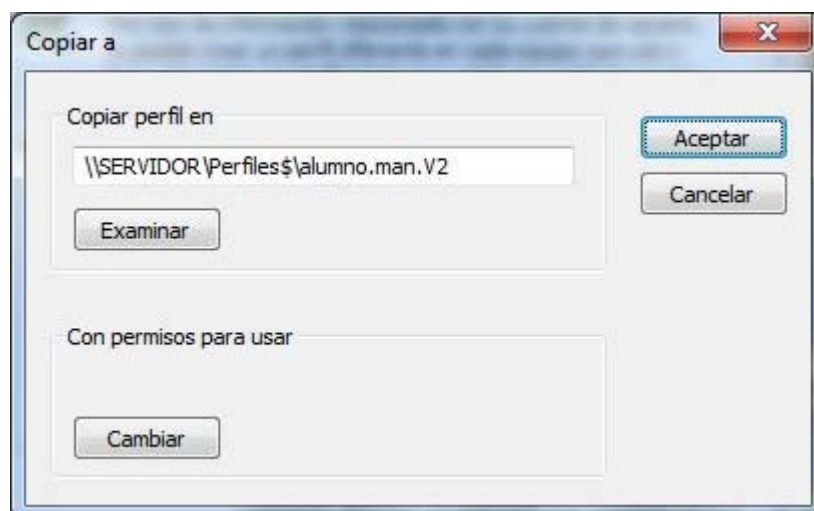 Copiar a
Copiar perfil en
\\SERVIDOR\Perfiles$\alumno.man.V2
Examinar
Aceptar
Cancelar
Con permisos para usar
Cambiar